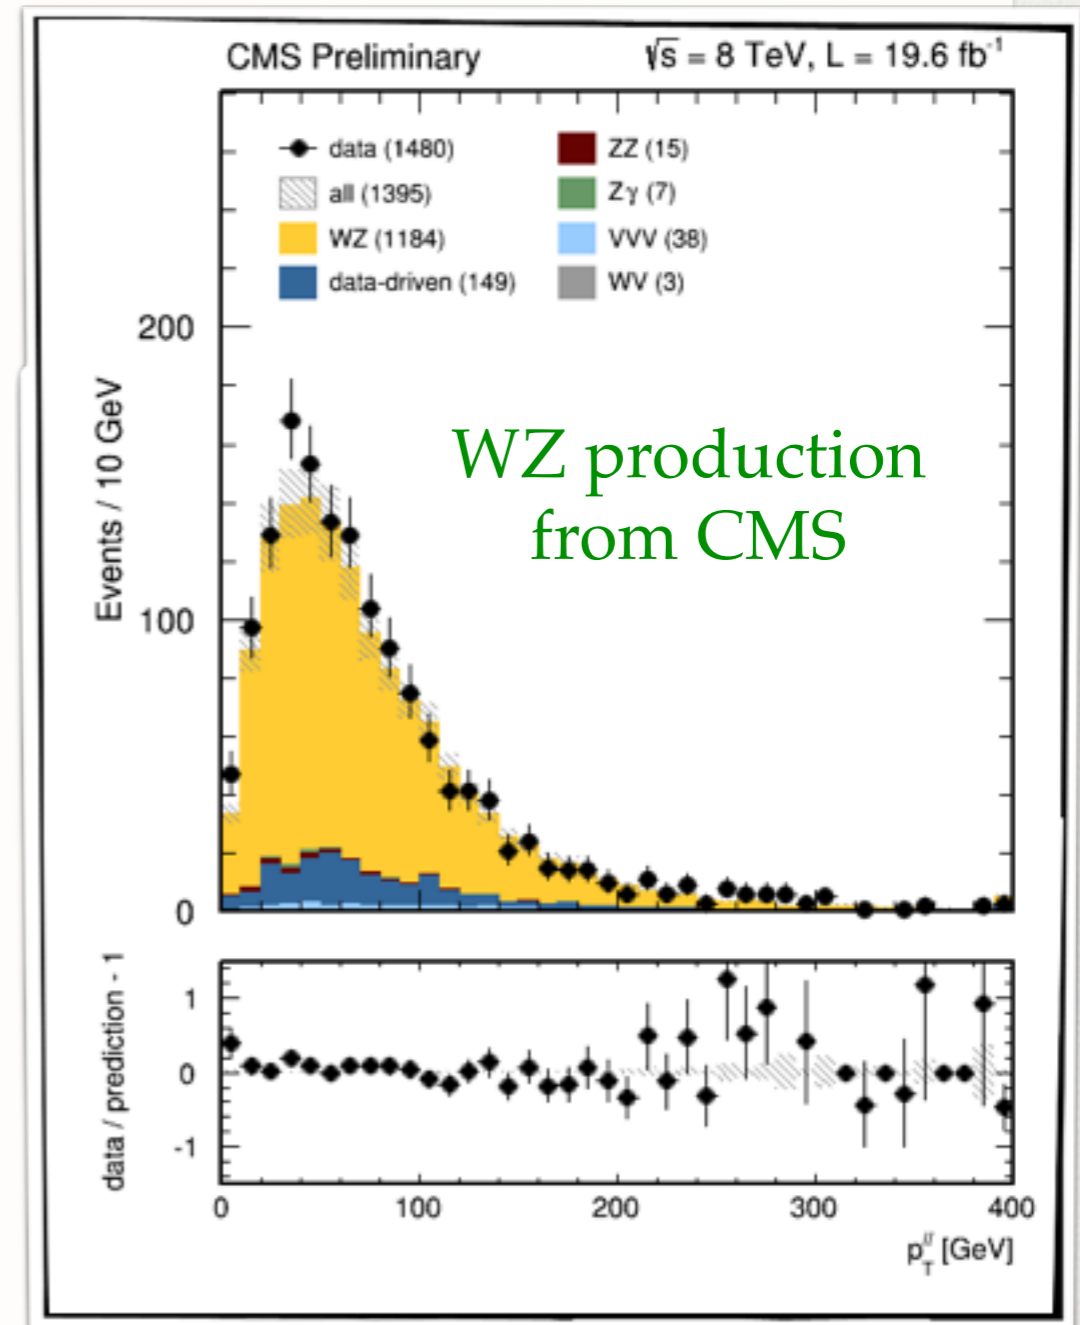 CMS Preliminary
√s = 8 TeV, L = 19.6 fb⁻¹
data (1480)
all (1395)
WZ (1184)
data-driven (149)
ZZ (15)
Zγ (7)
VVV (38)
WV (3)
Events / 10 GeV
200
100
0
WZ production
from CMS
data / prediction - 1
1
0
-1
0 100 200 300 400
p_T^ll [GeV]